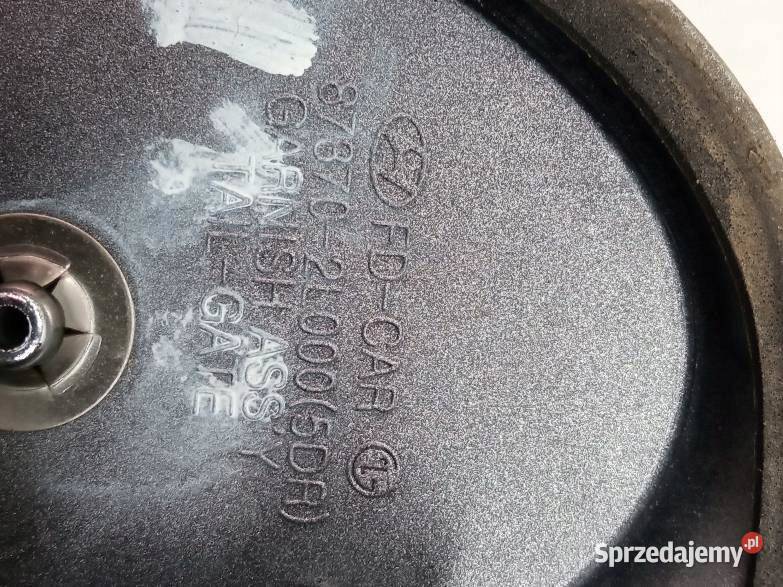 FD-CAR
87870-2L000(5DR)
GARNISH ASS'Y
TAIL-GATE
Sprzedajemy.pl